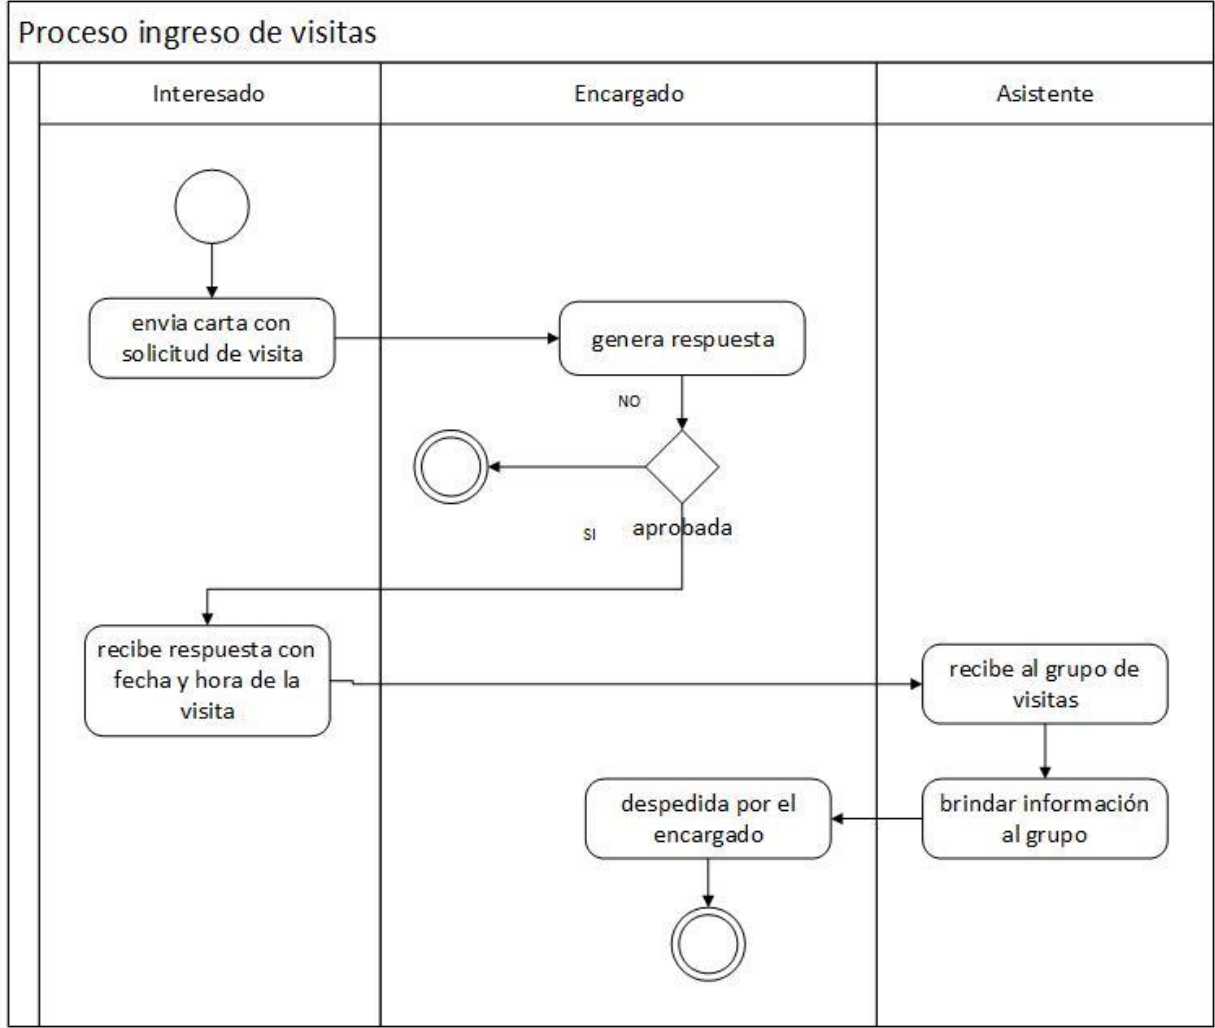 Proceso ingreso de visitas
Interesado
Encargado
Asistente
envia carta con
solicitud de visita
genera respuesta
NO
SI
aprobada
recibe respuesta con
fecha y hora de la
visita
recibe al grupo de
visitas
brindar información
al grupo
despedida por el
encargado